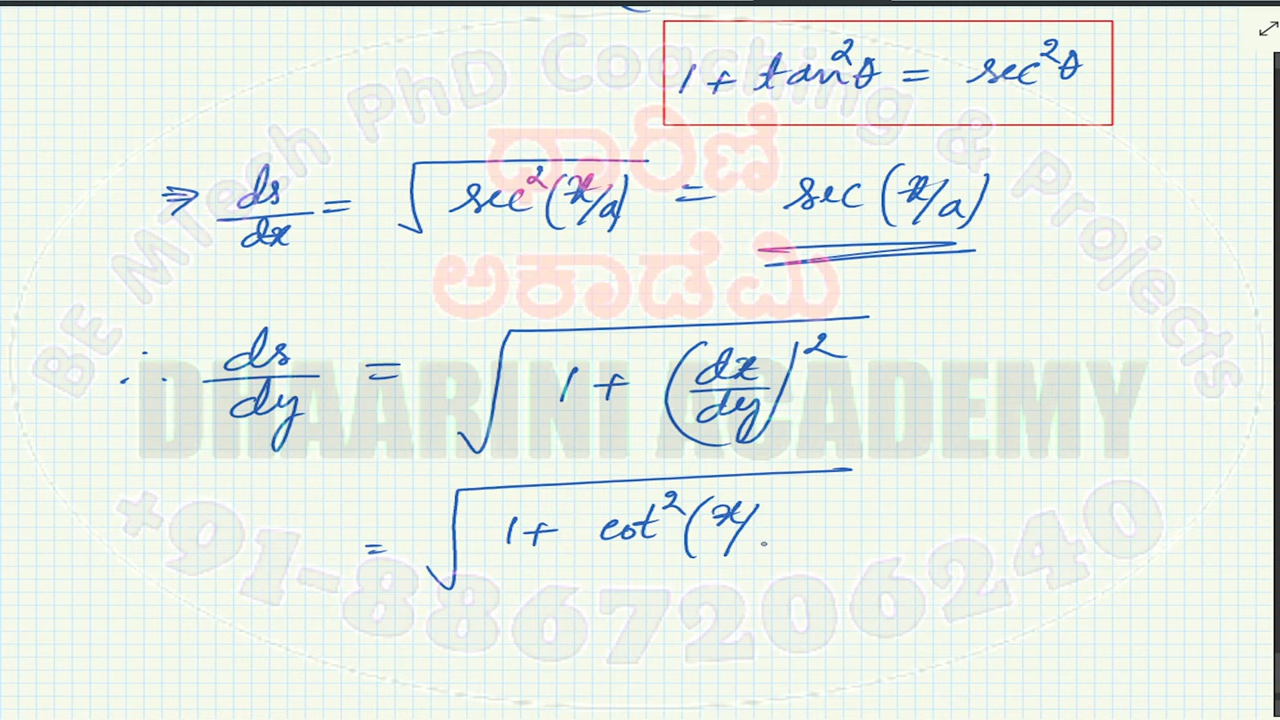 1 + tan²θ = sec²θ
⇒ ds/dx = √sec²(x/a) = sec(x/a)
∴ ds/dy = √1 + (dx/dy)²
= √1 + cot²(x/
BE MTech PhD Coaching & Projects
ಧಾರಿಣಿ
ಅಕಾಡೆಮಿ
DHAARINI ACADEMY
+91-8867206240